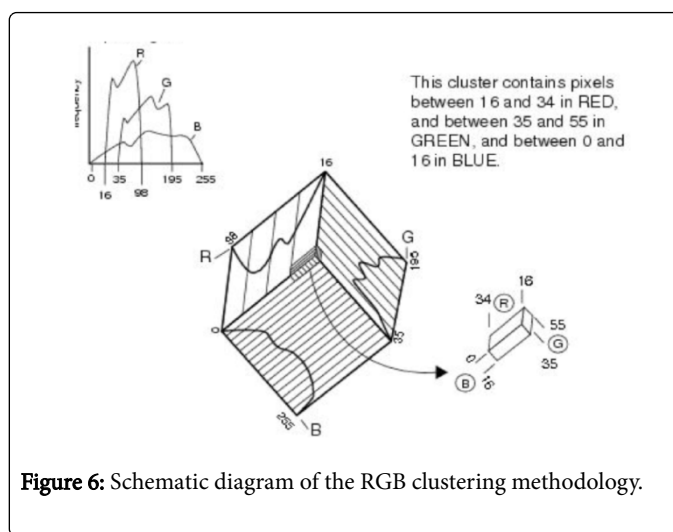 R
G
B
frequency
0 35 195 255
16 98
This cluster contains pixels
between 16 and 34 in RED,
and between 35 and 55 in
GREEN, and between 0 and
16 in BLUE.
16
R 98
G
195
0
35
255 B
16
34 R
55
G
35
0
B 16
Figure 6: Schematic diagram of the RGB clustering methodology.